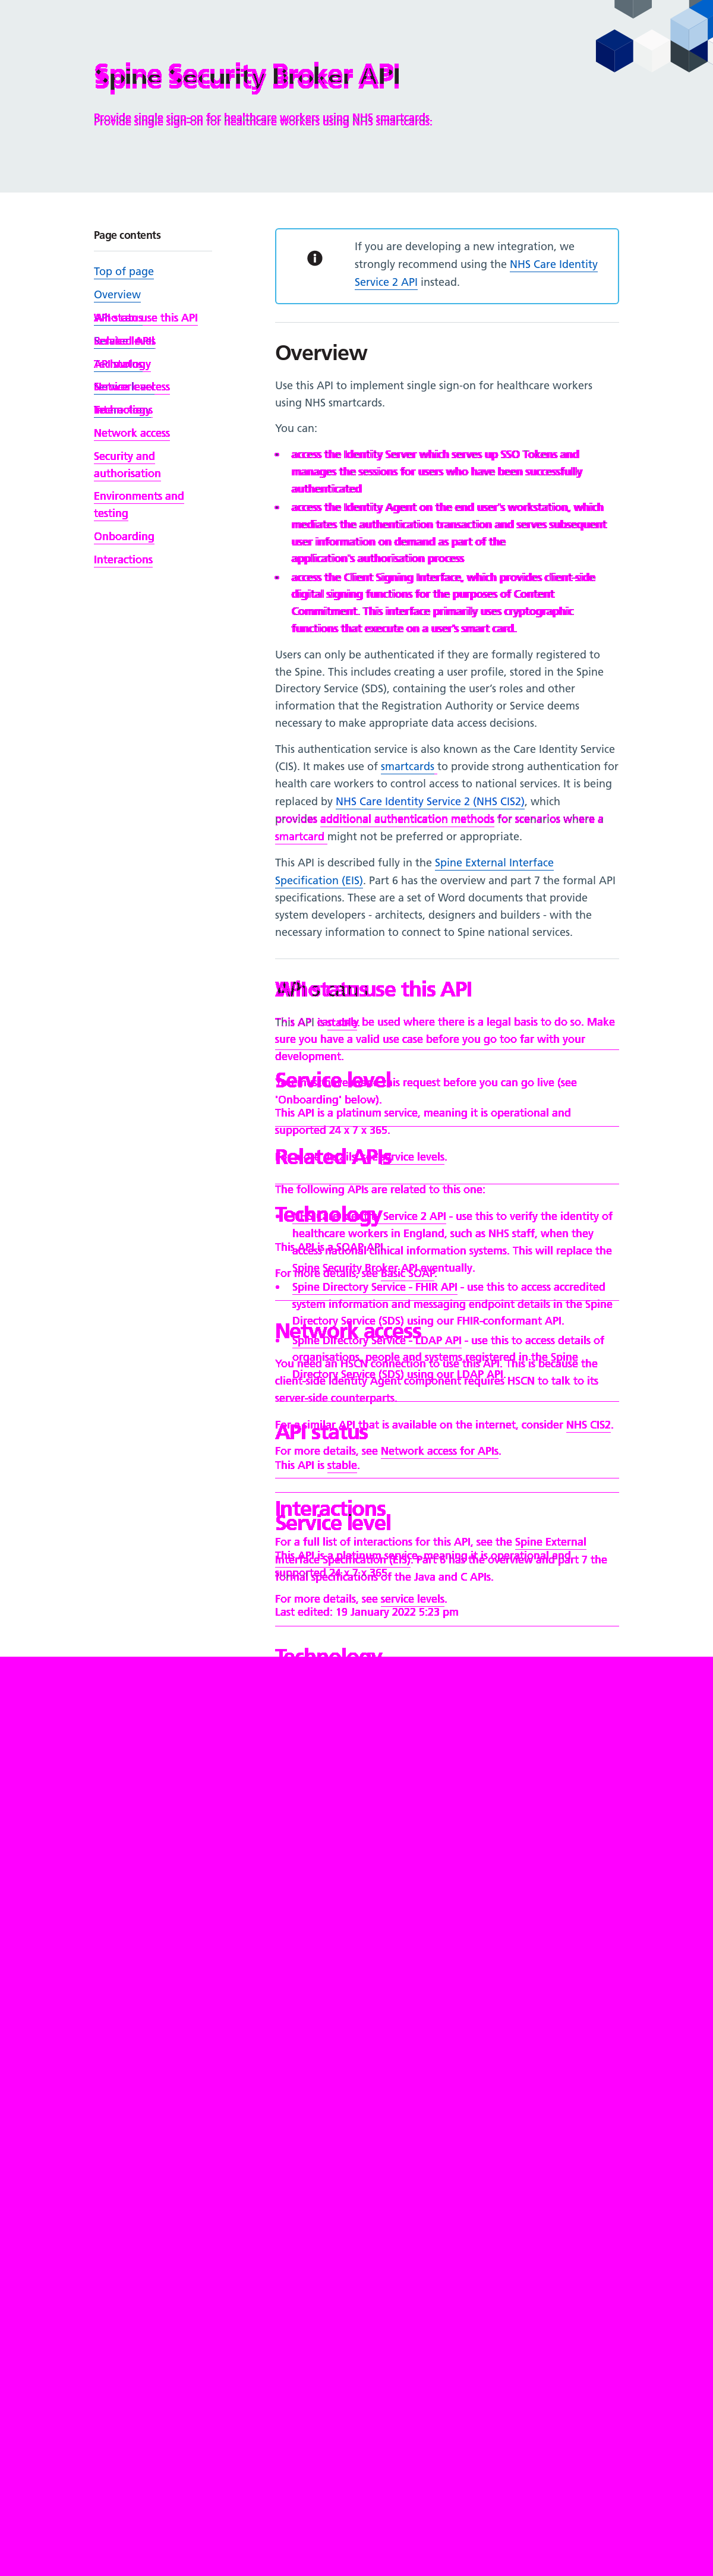 Spine Security Broker API
Provide single sign-on for healthcare workers using NHS smartcards.
Page contents
Top of page
Overview
Who can use this API
Related APIs
API status
Service level
Technology
Network access
Security and
authorisation
Environments and
testing
Onboarding
Interactions
If you are developing a new integration, we
strongly recommend using the NHS Care Identity
Service 2 API instead.
Overview
Use this API to implement single sign-on for healthcare workers
using NHS smartcards.
You can:
access the Identity Server which serves up SSO Tokens and
manages the sessions for users who have been successfully
authenticated
access the Identity Agent on the end user's workstation, which
mediates the authentication transaction and serves subsequent
user information on demand as part of the
application's authorisation process
access the Client Signing Interface, which provides client-side
digital signing functions for the purposes of Content
Commitment. This interface primarily uses cryptographic
functions that execute on a user's smart card.
Users can only be authenticated if they are formally registered to
the Spine. This includes creating a user profile, stored in the Spine
Directory Service (SDS), containing the user's roles and other
information that the Registration Authority or Service deems
necessary to make appropriate data access decisions.
This authentication service is also known as the Care Identity Service
(CIS). It makes use of smartcards to provide strong authentication for
health care workers to control access to national services. It is being
replaced by NHS Care Identity Service 2 (NHS CIS2), which
provides additional authentication methods for scenarios where a
smartcard might not be preferred or appropriate.
This API is described fully in the Spine External Interface
Specification (EIS). Part 6 has the overview and part 7 the formal API
specifications. These are a set of Word documents that provide
system developers - architects, designers and builders - with the
necessary information to connect to Spine national services.
Who can use this API
API status
This API can only be used where there is a legal basis to do so. Make
This API is stable.
sure you have a valid use case before you go too far with your
development.
Service level
this request before you can go live (see
'Onboarding' below).
This API is a platinum service, meaning it is operational and
supported 24 x 7 x 365.
Related APIs
For more details, see service levels.
The following APIs are related to this one:
Technology
Service 2 API - use this to verify the identity of
healthcare workers in England, such as NHS staff, when they
This API is a SOAP API.
access national clinical information systems. This will replace the
Spine Security Broker API eventually.
For more details, see Basic SOAP.
Spine Directory Service - FHIR API - use this to access accredited
system information and messaging endpoint details in the Spine
Directory Service (SDS) using our FHIR-conformant API.
Network access
Spine Directory Service - LDAP API - use this to access details of
organisations, people and systems registered in the Spine
You need an HSCN connection to use this API. This is because the
Directory Service (SDS) using our LDAP API.
client-side Identity Agent component requires HSCN to talk to its
server-side counterparts.
For a similar API that is available on the internet, consider NHS CIS2.
API status
For more details, see Network access for APIs.
This API is stable.
Interactions
Service level
For a full list of interactions for this API, see the Spine External
This API is a platinum service, meaning it is operational and
Interface Specification (EIS). Part 6 has the overview and part 7 the
supported 24 x 7 x 365.
formal specifications of the Java and C APIs.
For more details, see service levels.
Last edited: 19 January 2022 5:23 pm
Technology